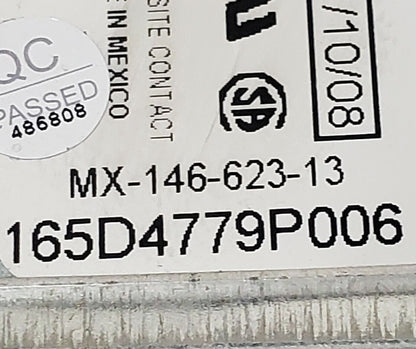 QC
PASSED
486808
E IN MEXICO
SITE CONTACT
/10/08
MX-146-623-13
165D4779P006